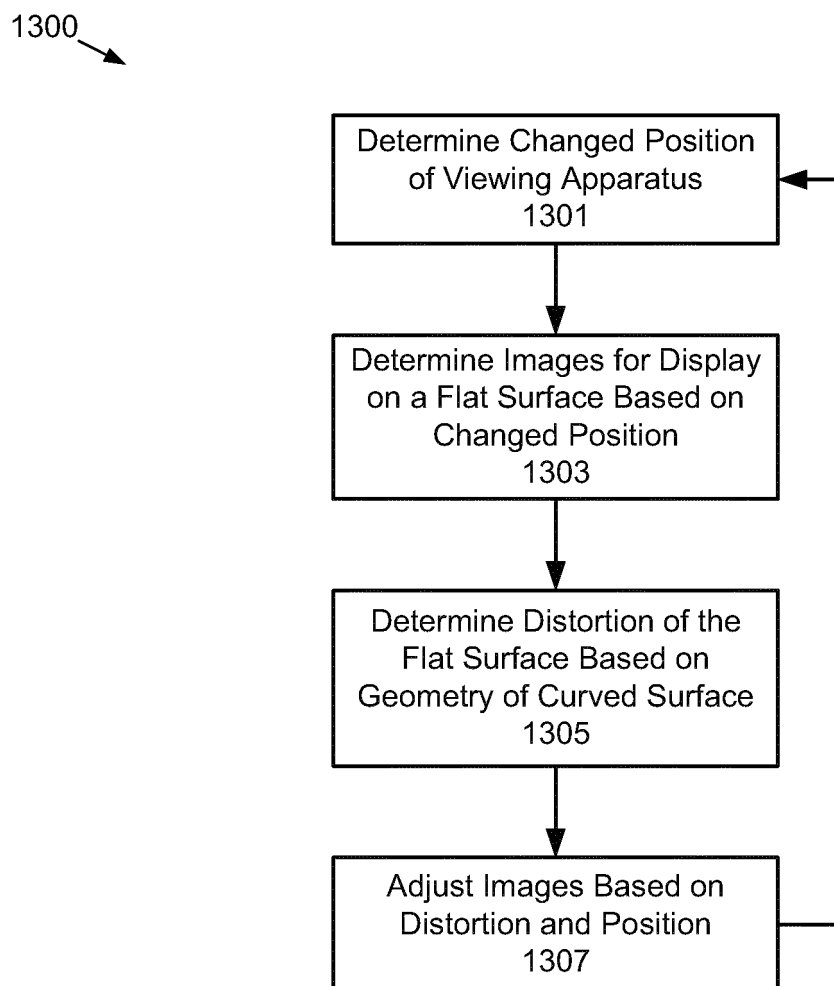 1300
Determine Changed Position
of Viewing Apparatus
1301
Determine Images for Display
on a Flat Surface Based on
Changed Position
1303
Determine Distortion of the
Flat Surface Based on
Geometry of Curved Surface
1305
Adjust Images Based on
Distortion and Position
1307